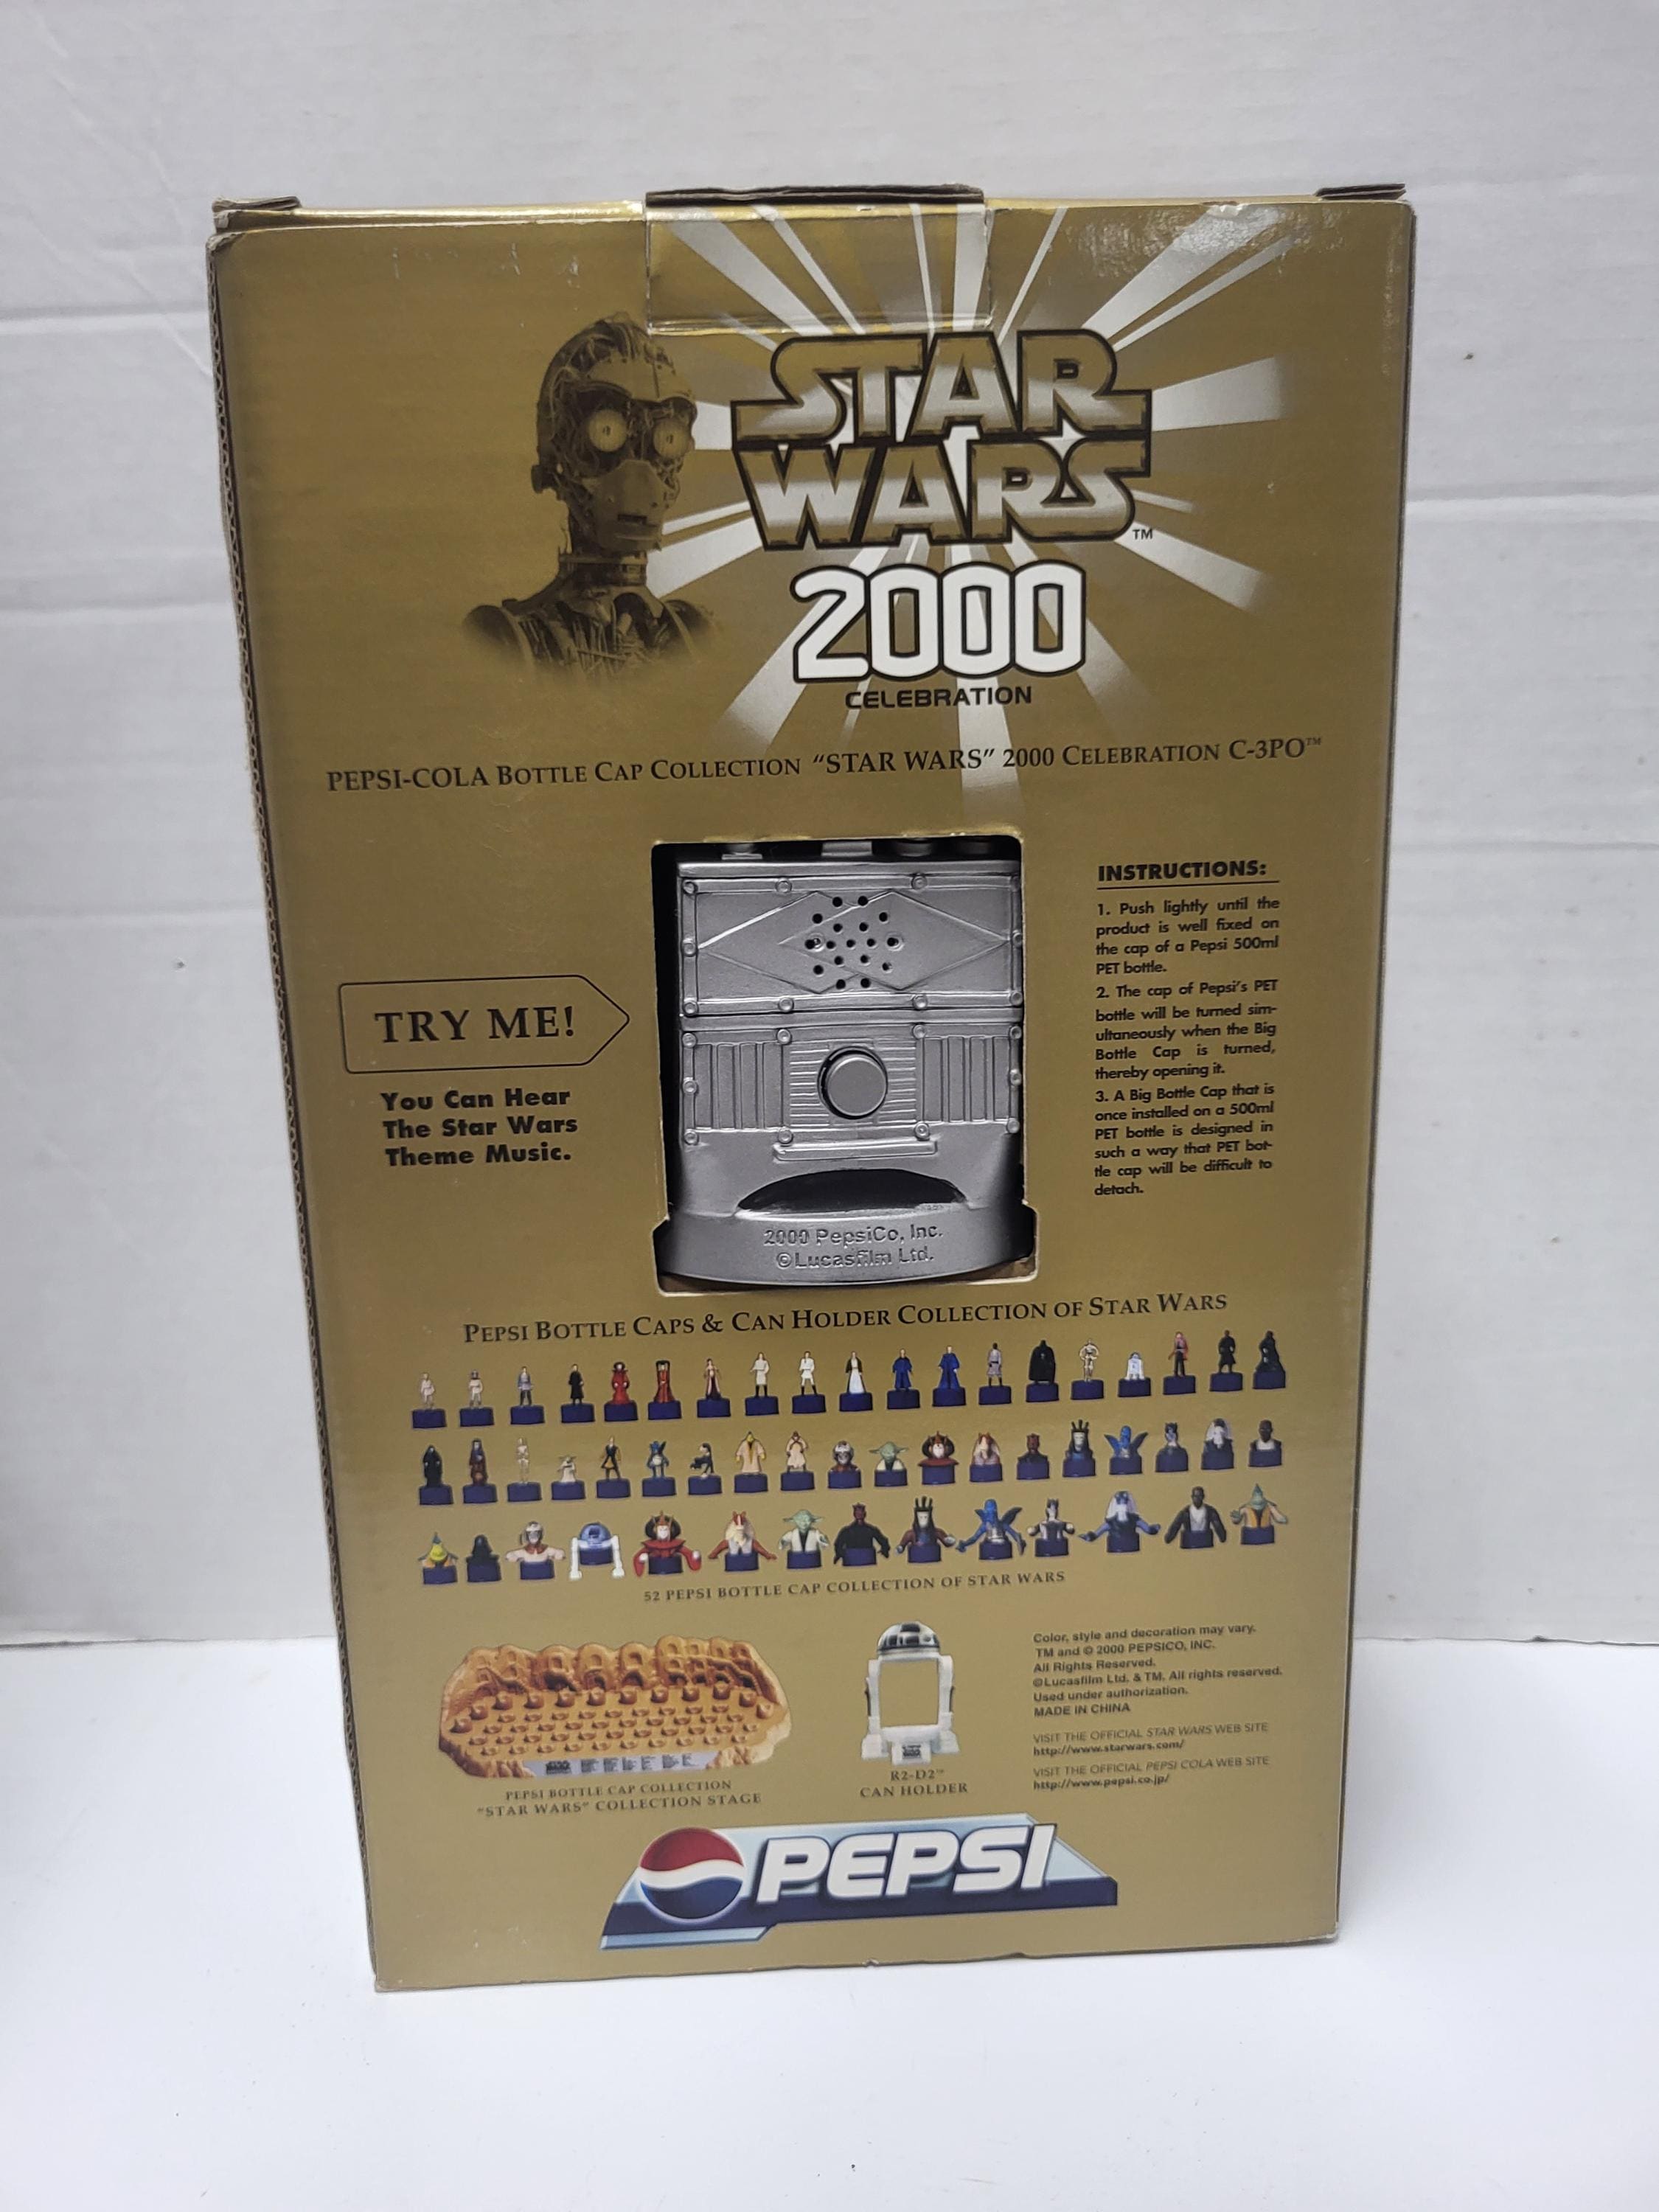 STAR
WARS
™
2000
CELEBRATION
PEPSI-COLA BOTTLE CAP COLLECTION "STAR WARS" 2000 CELEBRATION C-3PO™
TRY ME!
You Can Hear
The Star Wars
Theme Music.
2000 PepsiCo, Inc.
©Lucasfilm Ltd.
INSTRUCTIONS:
1. Push lightly until the
product is well fixed on
the cap of a Pepsi 500ml
PET bottle.
2. The cap of Pepsi's PET
bottle will be turned sim-
ultaneously when the Big
Bottle Cap is turned,
thereby opening it.
3. A Big Bottle Cap that is
once installed on a 500ml
PET bottle is designed in
such a way that PET bot-
tle cap will be difficult to
detach.
PEPSI BOTTLE CAPS & CAN HOLDER COLLECTION OF STAR WARS
52 PEPSI BOTTLE CAP COLLECTION OF STAR WARS
PEPSI BOTTLE CAP COLLECTION
"STAR WARS" COLLECTION STAGE
R2-D2™
CAN HOLDER
Color, style and decoration may vary.
TM and © 2000 PEPSICO, INC.
All Rights Reserved.
©Lucasfilm Ltd. & TM. All rights reserved.
Used under authorization.
MADE IN CHINA
VISIT THE OFFICIAL STAR WARS WEB SITE
http://www.starwars.com/
VISIT THE OFFICIAL PEPSI COLA WEB SITE
http://www.pepsi.co.jp/
PEPSI